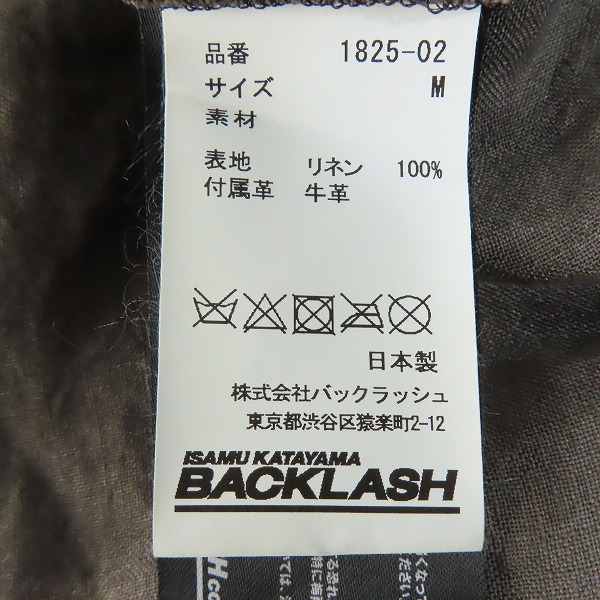 品番 1825-02
サイズ M
素材
表地 リネン 100%
付属革 牛革
日本製
株式会社バックラッシュ
東京都渋谷区猿楽町2-12
ISAMU KATAYAMA
BACKLASH